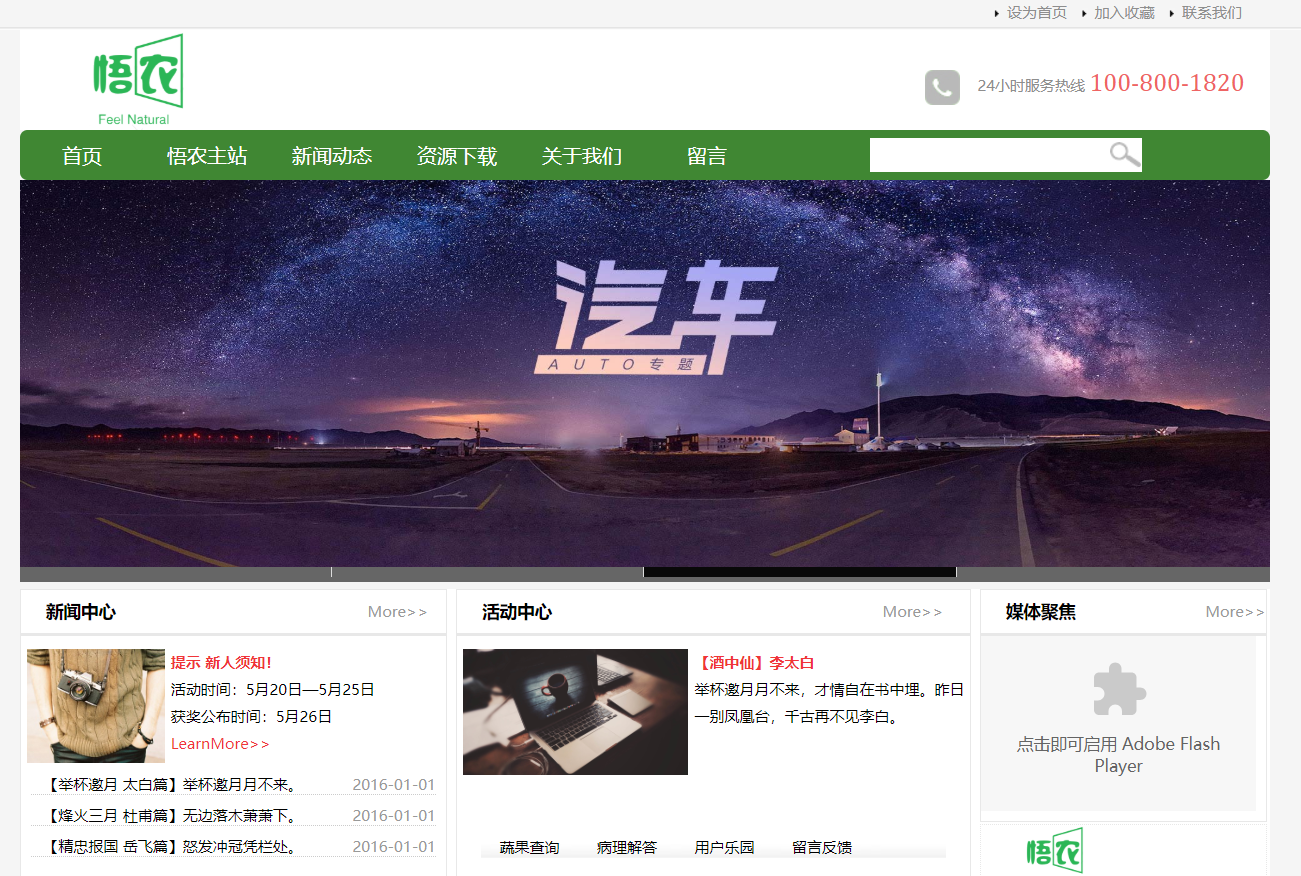 设为首页 加入收藏 联系我们
悟农
Feel Natural
24小时服务热线 100-800-1820
首页 悟农主站 新闻动态 资源下载 关于我们 留言
汽车
AUTO专题
新闻中心 More>>
提示 新人须知！
活动时间：5月20日—5月25日
获奖公布时间：5月26日
LearnMore>>
【举杯邀月 太白篇】举杯邀月月不来。 2016-01-01
【烽火三月 杜甫篇】无边落木萧萧下。 2016-01-01
【精忠报国 岳飞篇】怒发冲冠凭栏处。 2016-01-01
活动中心 More>>
【酒中仙】李太白
举杯邀月月不来，才情自在书中埋。昨日
一别凤凰台，千古再不见李白。
蔬果查询 病理解答 用户乐园 留言反馈
媒体聚焦 More>>
点击即可启用 Adobe Flash
Player
悟农